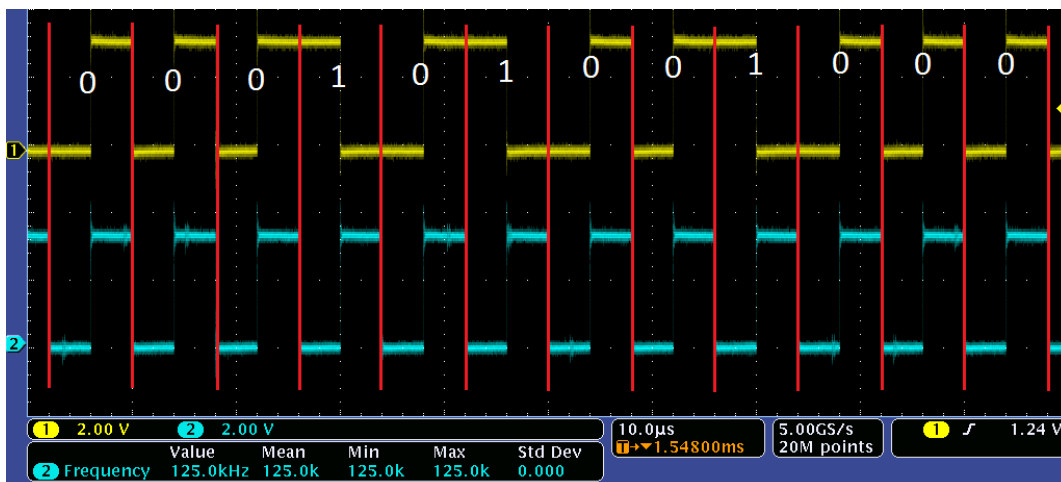 0 0 0 1 0 1 0 0 1 0 0 0
1
2
1 2.00 V 2 2.00 V
10.0µs
T→▼1.54800ms
5.00GS/s
20M points
1 ʃ 1.24 V
Value Mean Min Max Std Dev
2 Frequency 125.0kHz 125.0k 125.0k 125.0k 0.000